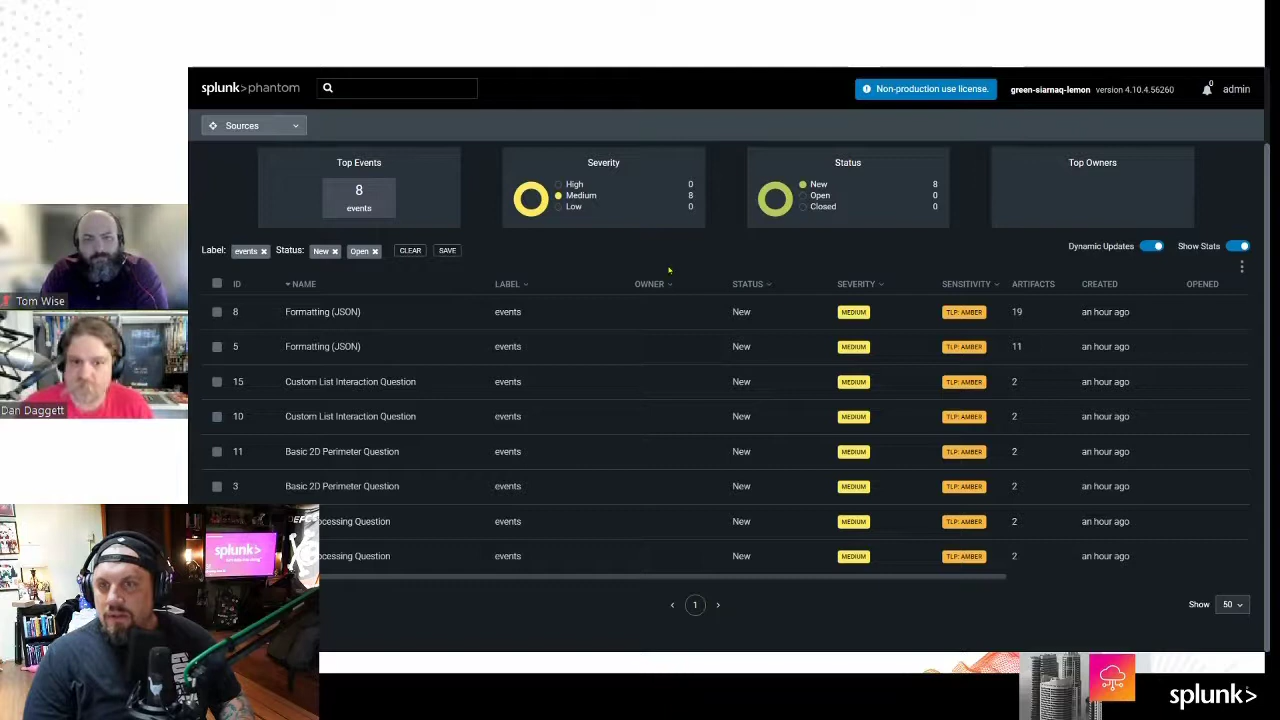 splunk>phantom
Non-production use license.
green-siarnaq-lemon version 4.10.4.56260
0
admin
Sources
Top Events
8
events
Severity
High 0
Medium 8
Low 0
Status
New 8
Open 0
Closed 0
Top Owners
Label: events Status: New Open CLEAR SAVE
Dynamic Updates Show Stats
ID NAME LABEL OWNER STATUS SEVERITY SENSITIVITY ARTIFACTS CREATED OPENED
8 Formatting (JSON) events New MEDIUM TLP: AMBER 19 an hour ago
5 Formatting (JSON) events New MEDIUM TLP: AMBER 11 an hour ago
15 Custom List Interaction Question events New MEDIUM TLP: AMBER 2 an hour ago
10 Custom List Interaction Question events New MEDIUM TLP: AMBER 2 an hour ago
11 Basic 2D Perimeter Question events New MEDIUM TLP: AMBER 2 an hour ago
3 Basic 2D Perimeter Question events New MEDIUM TLP: AMBER 2 an hour ago
ocessing Question events New MEDIUM TLP: AMBER 2 an hour ago
ocessing Question events New MEDIUM TLP: AMBER 2 an hour ago
1
Show 50
Tom Wise
Dan Daggett
splunk>
splunk>